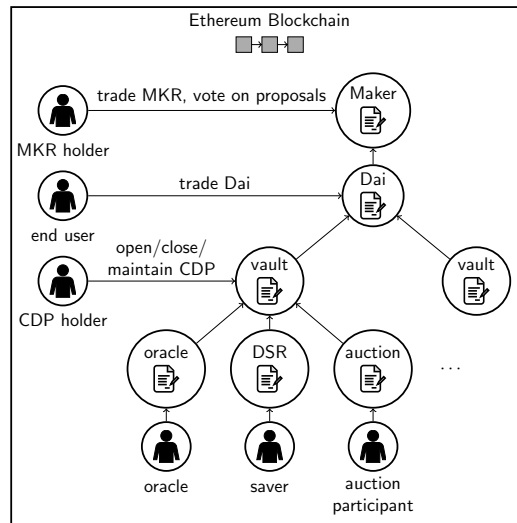 Ethereum Blockchain
trade MKR, vote on proposals
Maker
MKR holder
trade Dai
Dai
end user
open/close/
maintain CDP
vault
vault
CDP holder
oracle
DSR
auction
...
oracle
saver
auction
participant